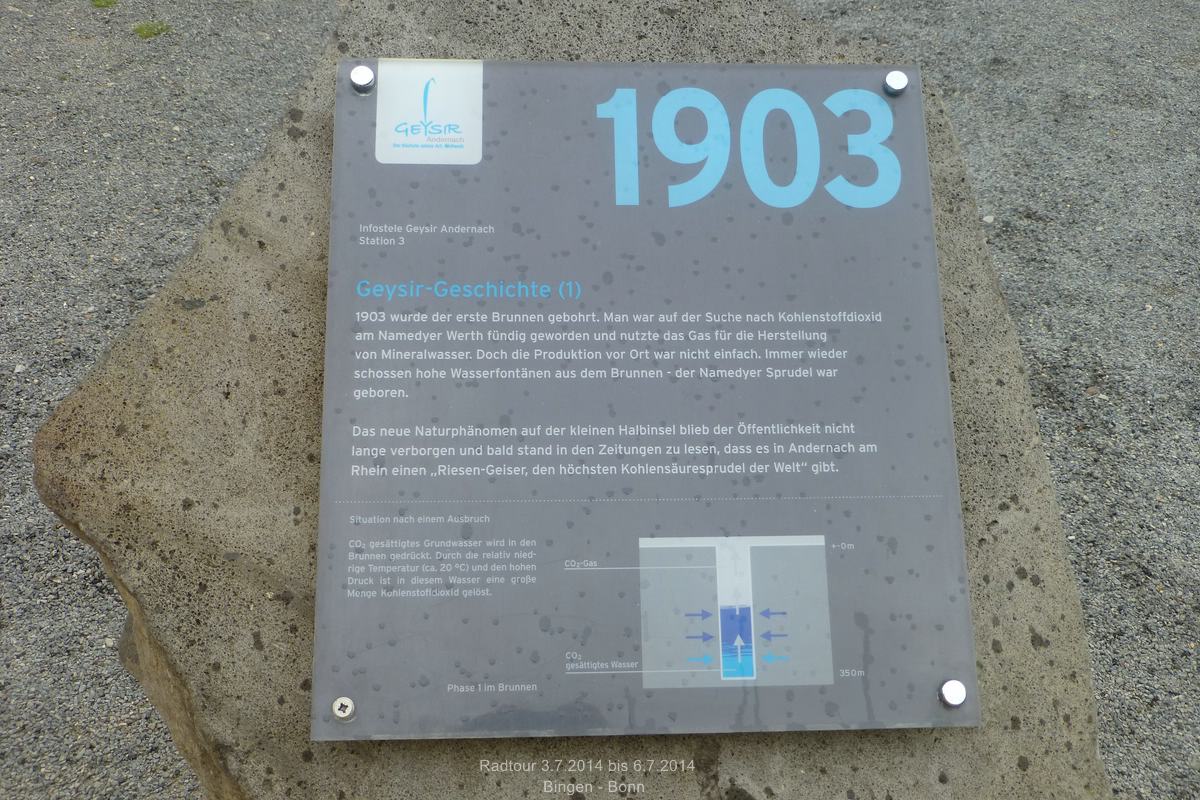 GEYSIR
Andernach
Der Höchste seiner Art. Weltweit.
1903
Infostele Geysir Andernach
Station 3
Geysir-Geschichte (1)
1903 wurde der erste Brunnen gebohrt. Man war auf der Suche nach Kohlenstoffdioxid
am Namedyer Werth fündig geworden und nutzte das Gas für die Herstellung
von Mineralwasser. Doch die Produktion vor Ort war nicht einfach. Immer wieder
schossen hohe Wasserfontänen aus dem Brunnen - der Namedyer Sprudel war
geboren.
Das neue Naturphänomen auf der kleinen Halbinsel blieb der Öffentlichkeit nicht
lange verborgen und bald stand in den Zeitungen zu lesen, dass es in Andernach am
Rhein einen „Riesen-Geiser, den höchsten Kohlensäuresprudel der Welt“ gibt.
Situation nach einem Ausbruch
CO₂ gesättigtes Grundwasser wird in den
Brunnen gedrückt. Durch die relativ nied-
rige Temperatur (ca. 20 °C) und den hohen
Druck ist in diesem Wasser eine große
Menge Kohlenstoffdioxid gelöst.
Phase 1 im Brunnen
CO₂-Gas
CO₂
gesättigtes Wasser
+-0m
350m
Radtour 3.7.2014 bis 6.7.2014
Bingen - Bonn